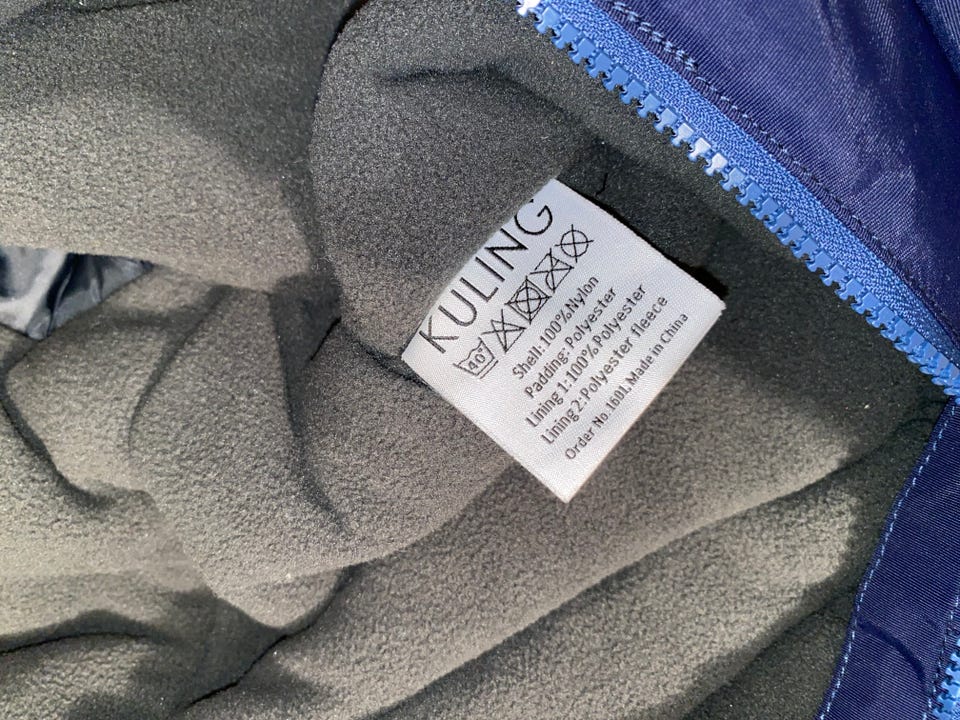 KULING
40°
Shell: 100% Nylon
Padding: Polyester
Lining 1: 100% Polyester
Lining 2: Polyester fleece
Order No. 1601, Made in China